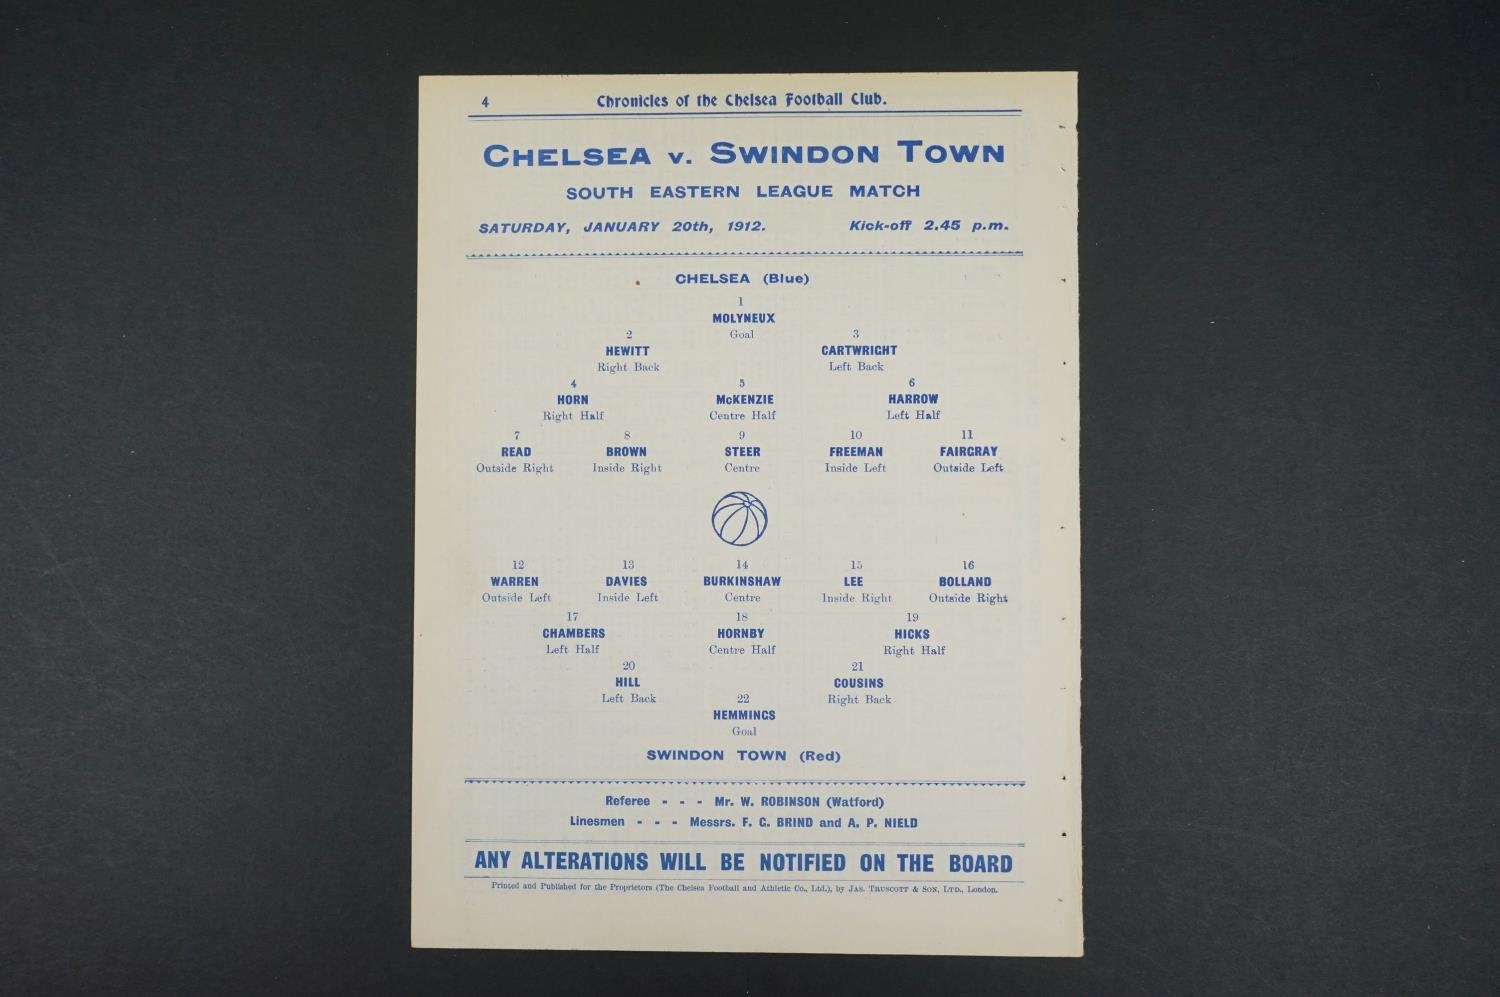 4 Chronicles of the Chelsea Football Club.
CHELSEA v. SWINDON TOWN
SOUTH EASTERN LEAGUE MATCH
SATURDAY, JANUARY 20th, 1912. Kick-off 2.45 p.m.
CHELSEA (Blue)
1
MOLYNEUX
Goal
2 3
HEWITT CARTWRIGHT
Right Back Left Back
4 5 6
HORN McKENZIE HARROW
Right Half Centre Half Left Half
7 8 9 10 11
READ BROWN STEER FREEMAN FAIRGRAY
Outside Right Inside Right Centre Inside Left Outside Left
12 13 14 15 16
WARREN DAVIES BURKINSHAW LEE BOLLAND
Outside Left Inside Left Centre Inside Right Outside Right
17 18 19
CHAMBERS HORNBY HICKS
Left Half Centre Half Right Half
20 21
HILL COUSINS
Left Back Right Back
22
HEMMINGS
Goal
SWINDON TOWN (Red)
Referee - - - Mr. W. ROBINSON (Watford)
Linesmen - - - Messrs. F. G. BRIND and A. P. NIELD
ANY ALTERATIONS WILL BE NOTIFIED ON THE BOARD
Printed and Published for the Proprietors (The Chelsea Football and Athletic Co., Ltd.), by JAS. TRUSCOTT & SON, LTD., London.